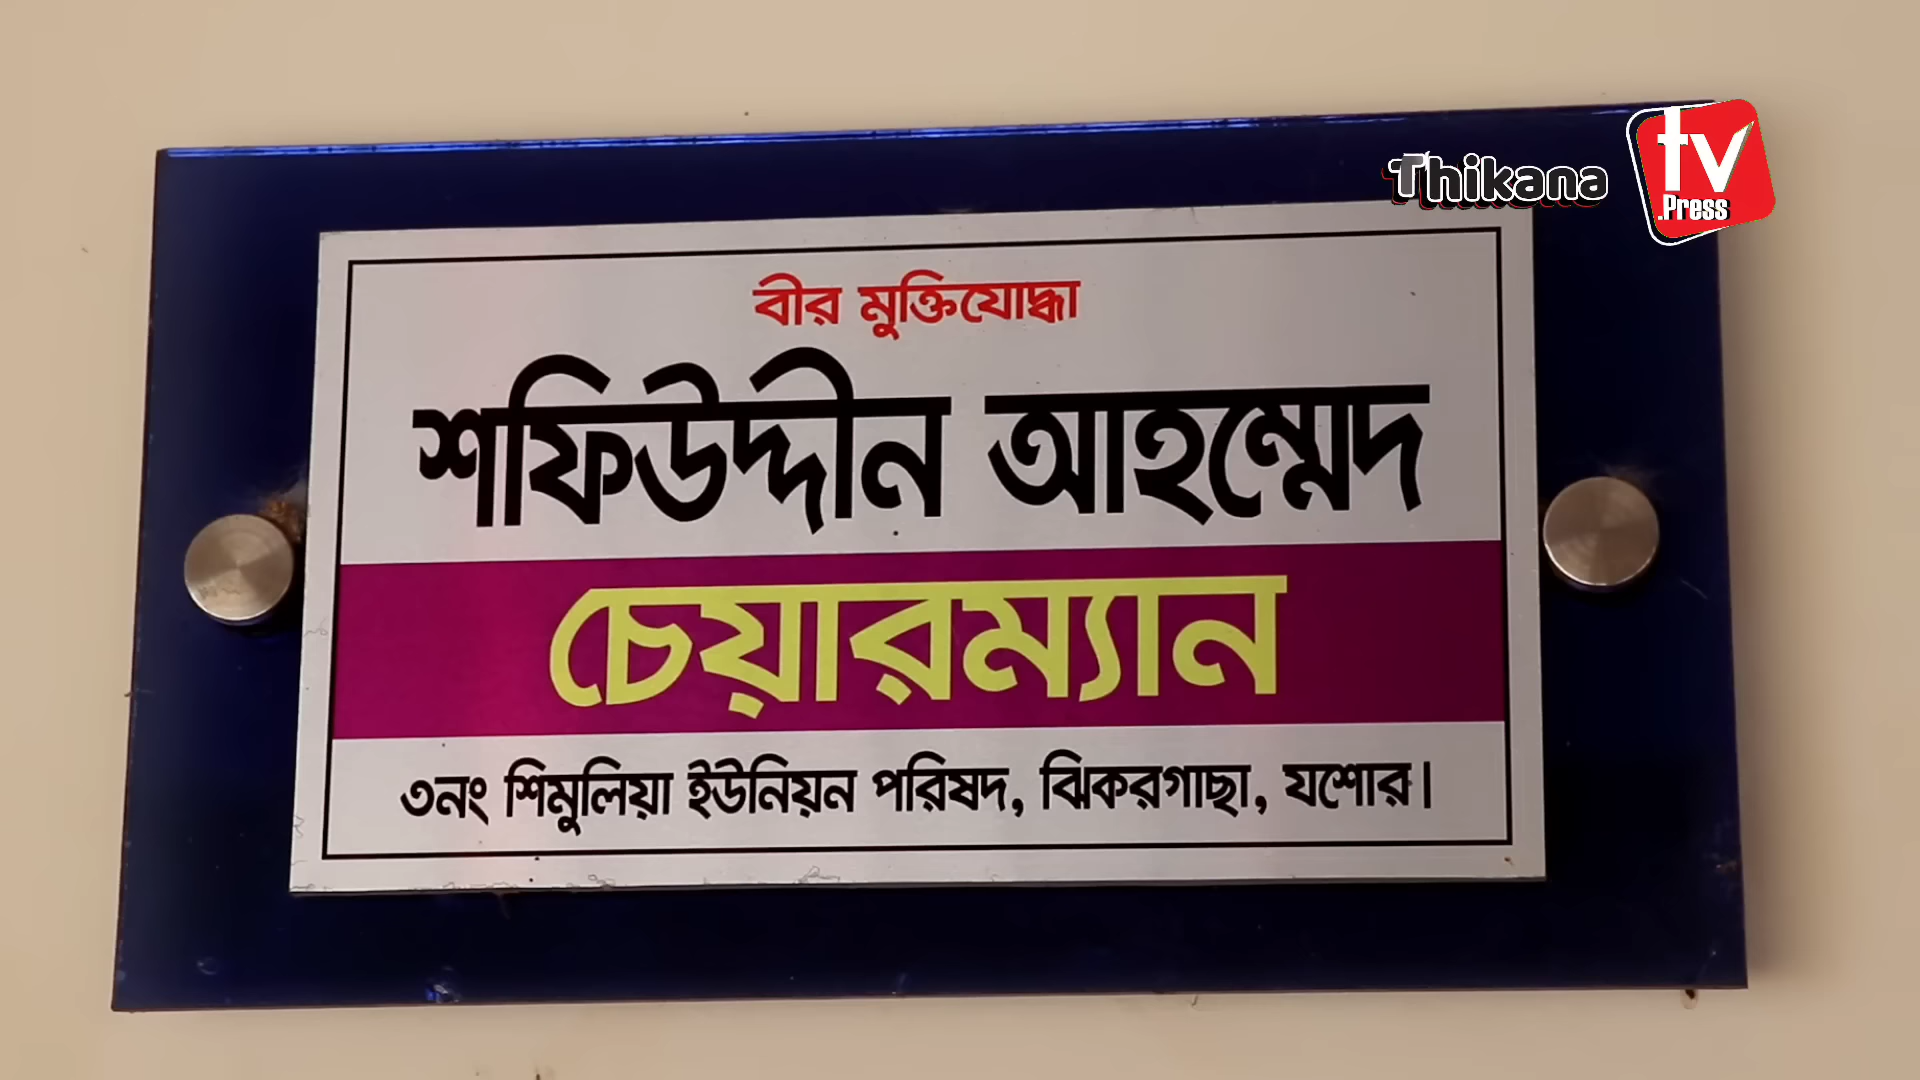 Thikana
tv
.Press
বীর মুক্তিযোদ্ধা
শফিউদ্দীন আহম্মেদ
চেয়ারম্যান
৩নং শিমুলিয়া ইউনিয়ন পরিষদ, ঝিকরগাছা, যশোর।